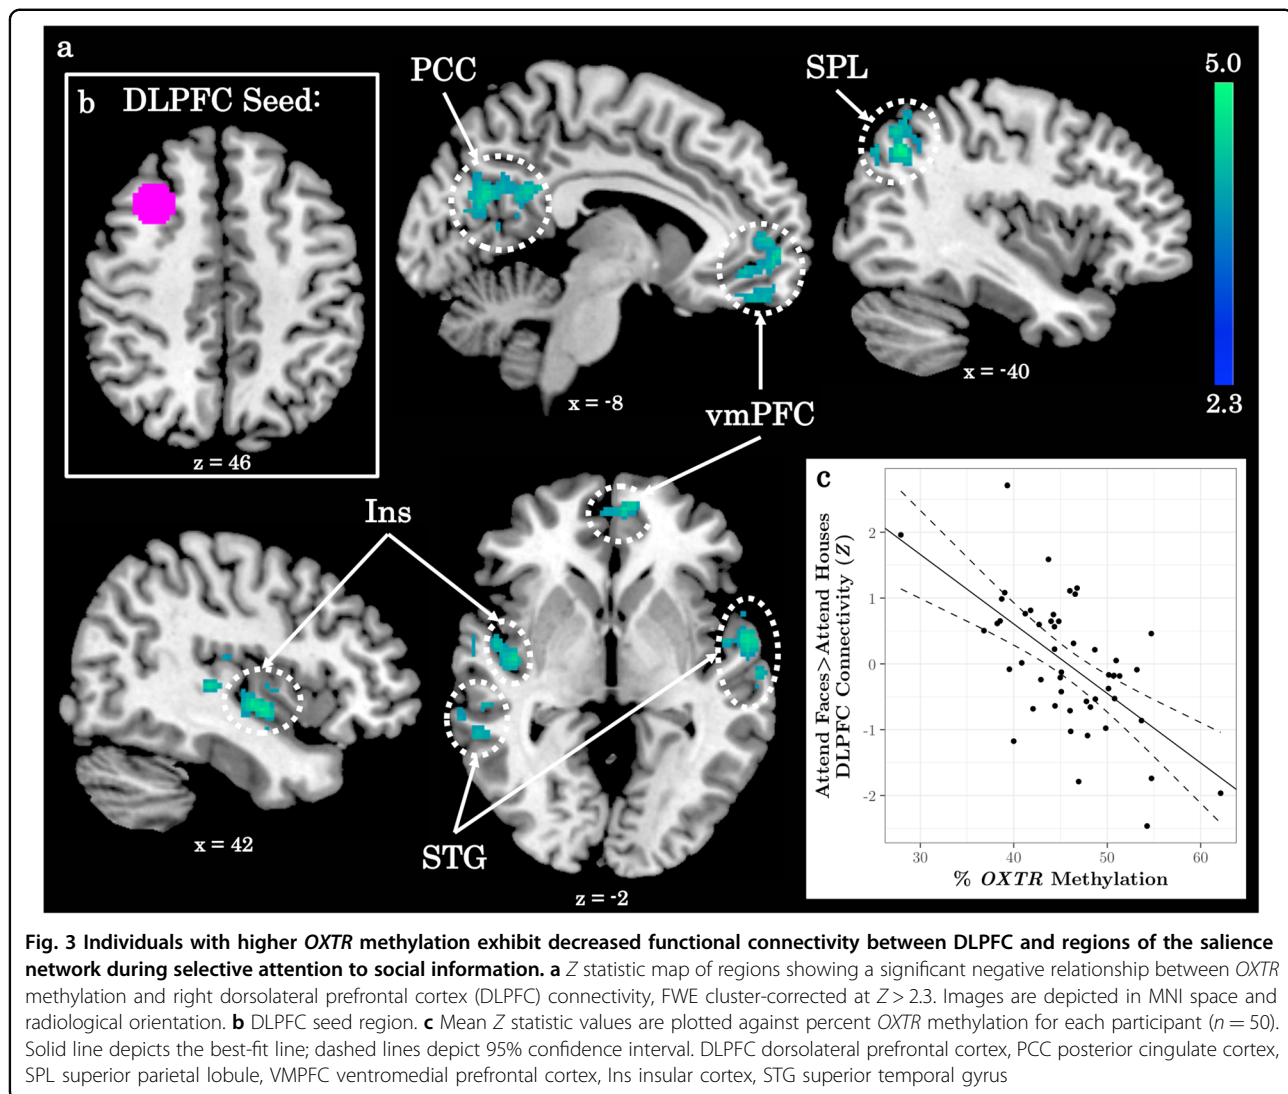 a
b DLPFC Seed:
z = 46
PCC
x = -8
SPL
x = -40
5.0
2.3
vmPFC
Ins
x = 42
STG
z = -2
c
Attend Faces>Attend Houses
DLPFC Connectivity (Z)
2
1
0
-1
-2
30 40 50 60
% OXTR Methylation
Fig. 3 Individuals with higher OXTR methylation exhibit decreased functional connectivity between DLPFC and regions of the salience
network during selective attention to social information. a Z statistic map of regions showing a significant negative relationship between OXTR
methylation and right dorsolateral prefrontal cortex (DLPFC) connectivity, FWE cluster-corrected at Z > 2.3. Images are depicted in MNI space and
radiological orientation. b DLPFC seed region. c Mean Z statistic values are plotted against percent OXTR methylation for each participant (n = 50).
Solid line depicts the best-fit line; dashed lines depict 95% confidence interval. DLPFC dorsolateral prefrontal cortex, PCC posterior cingulate cortex,
SPL superior parietal lobule, VMPFC ventromedial prefrontal cortex, Ins insular cortex, STG superior temporal gyrus